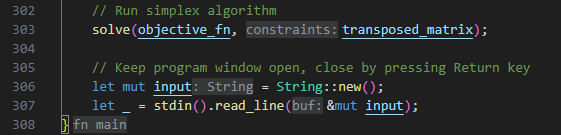 302 // Run simplex algorithm
303 solve(objective_fn, constraints: transposed_matrix);
304
305 // Keep program window open, close by pressing Return key
306 let mut input: String = String::new();
307 let _ = stdin().read_line(buf: &mut input);
308 } fn main